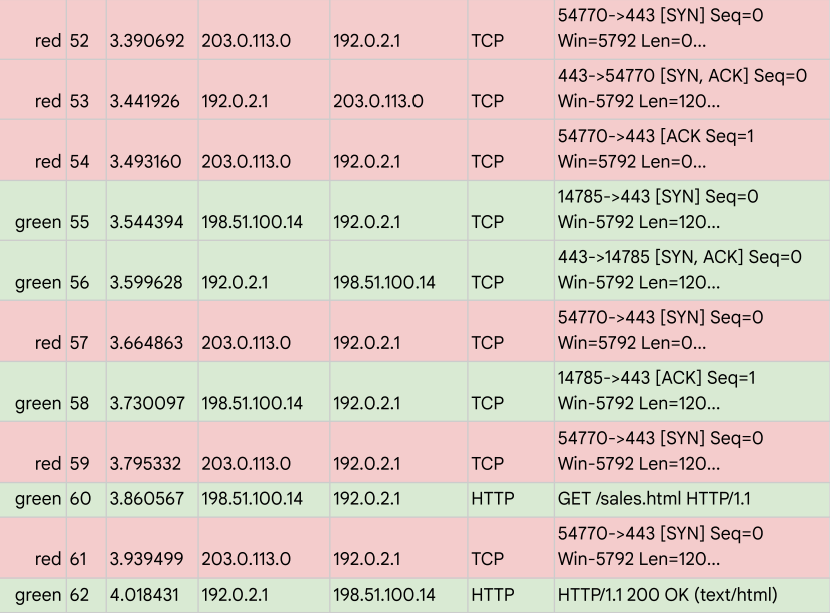 54770->443 [SYN] Seq=0
red 52 3.390692 203.0.113.0 192.0.2.1 TCP Win=5792 Len=0...
443->54770 [SYN, ACK] Seq=0
red 53 3.441926 192.0.2.1 203.0.113.0 TCP Win-5792 Len=120...
54770->443 [ACK Seq=1
red 54 3.493160 203.0.113.0 192.0.2.1 TCP Win=5792 Len=0...
14785->443 [SYN] Seq=0
green 55 3.544394 198.51.100.14 192.0.2.1 TCP Win-5792 Len=120...
443->14785 [SYN, ACK] Seq=0
green 56 3.599628 192.0.2.1 198.51.100.14 TCP Win-5792 Len=120...
54770->443 [SYN] Seq=0
red 57 3.664863 203.0.113.0 192.0.2.1 TCP Win=5792 Len=0...
14785->443 [ACK] Seq=1
green 58 3.730097 198.51.100.14 192.0.2.1 TCP Win-5792 Len=120...
54770->443 [SYN] Seq=0
red 59 3.795332 203.0.113.0 192.0.2.1 TCP Win-5792 Len=120...
green 60 3.860567 198.51.100.14 192.0.2.1 HTTP GET /sales.html HTTP/1.1
54770->443 [SYN] Seq=0
red 61 3.939499 203.0.113.0 192.0.2.1 TCP Win-5792 Len=120...
green 62 4.018431 192.0.2.1 198.51.100.14 HTTP HTTP/1.1 200 OK (text/html)